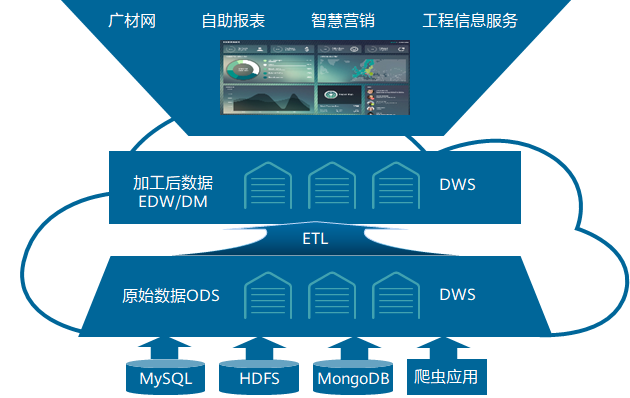 广材网 自助报表 智慧营销 工程信息服务
加工后数据
EDW/DM
DWS
ETL
原始数据ODS
DWS
MySQL HDFS MongoDB 爬虫应用